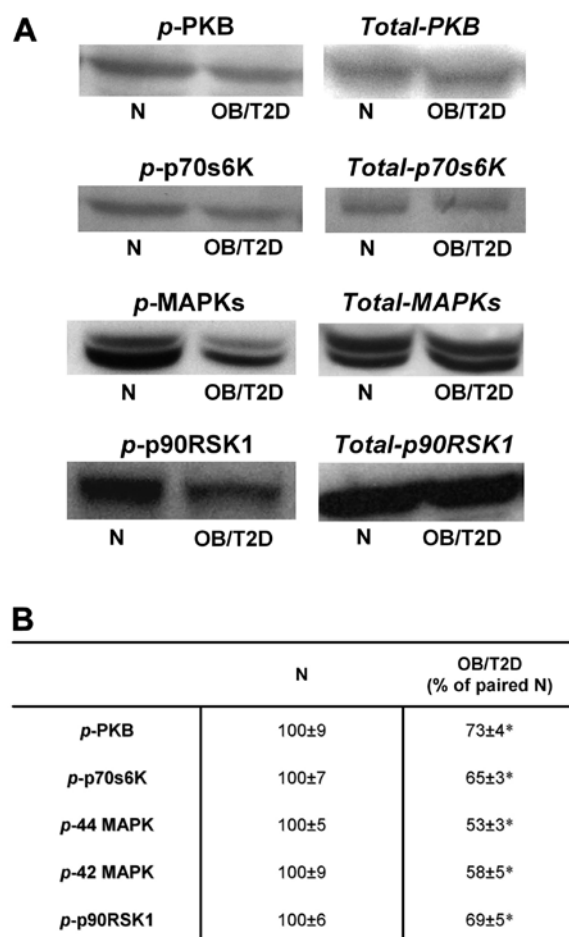 A
p-PKB Total-PKB
N OB/T2D N OB/T2D
p-p70s6K Total-p70s6K
N OB/T2D N OB/T2D
p-MAPKs Total-MAPKs
N OB/T2D N OB/T2D
p-p90RSK1 Total-p90RSK1
N OB/T2D N OB/T2D
B
N OB/T2D
(% of paired N)
p-PKB 100±9 73±4*
p-p70s6K 100±7 65±3*
p-44 MAPK 100±5 53±3*
p-42 MAPK 100±9 58±5*
p-p90RSK1 100±6 69±5*